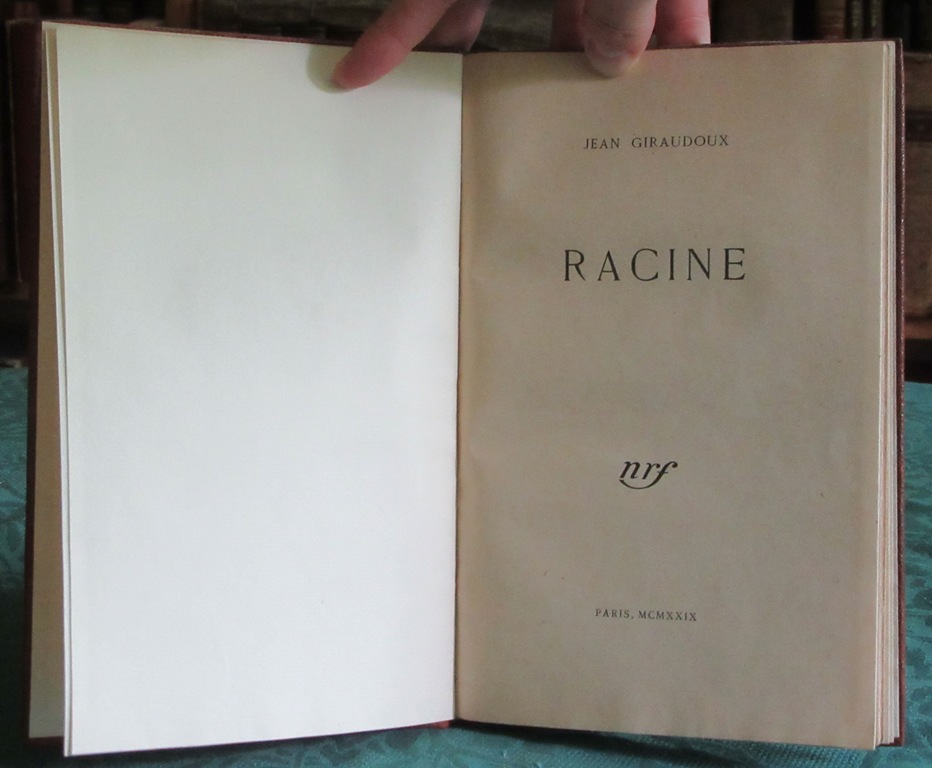 JEAN GIRAUDOUX
RACINE
nrf
PARIS, MCMXXIX